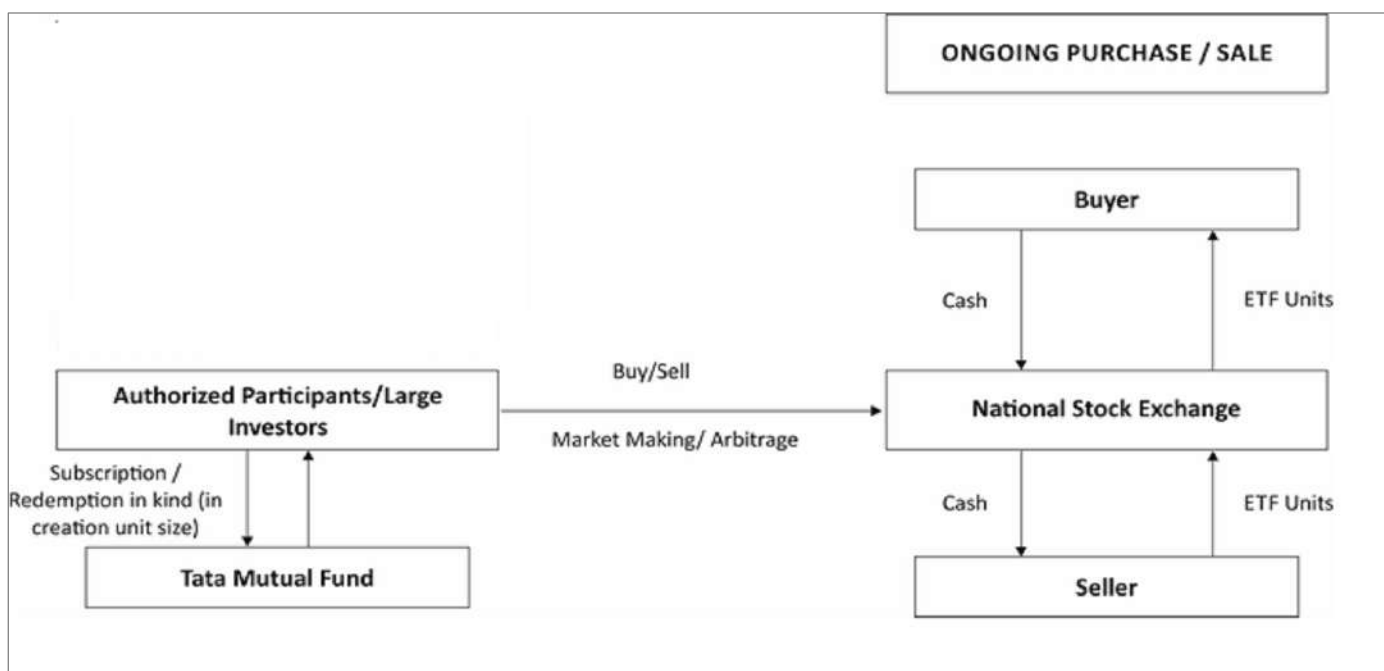 ONGOING PURCHASE / SALE
Buyer
Cash
ETF Units
Buy/Sell
Authorized Participants/Large
Investors
National Stock Exchange
Market Making/ Arbitrage
Subscription /
Redemption in kind (in
creation unit size)
Cash
ETF Units
Tata Mutual Fund
Seller